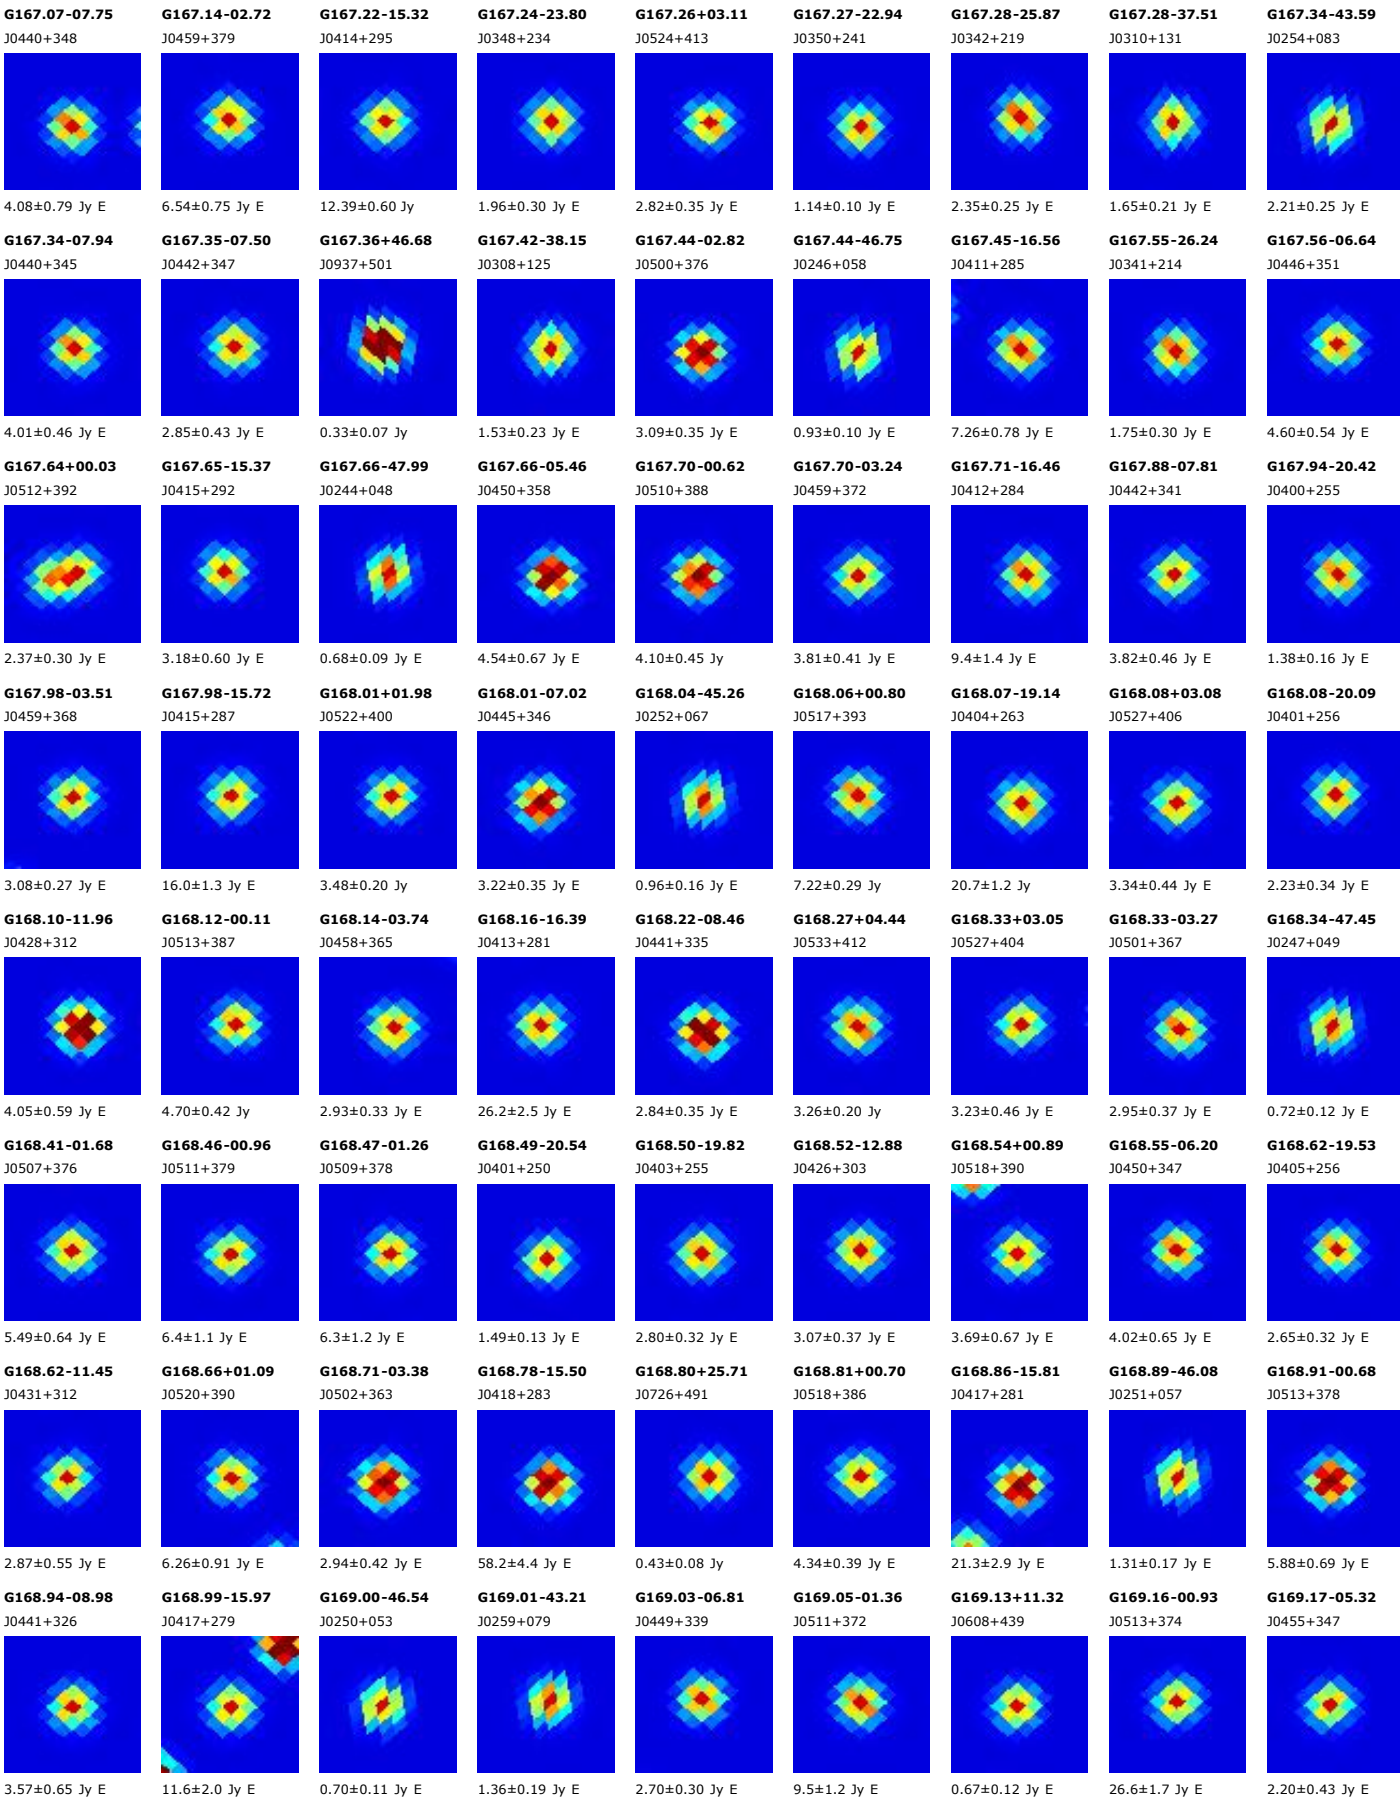 G167.07-07.75 G167.14-02.72 G167.22-15.32 G167.24-23.80 G167.26+03.11 G167.27-22.94 G167.28-25.87 G167.28-37.51 G167.34-43.59
J0440+348 J0459+379 J0414+295 J0348+234 J0524+413 J0350+241 J0342+219 J0310+131 J0254+083
4.08±0.79 Jy E 6.54±0.75 Jy E 12.39±0.60 Jy 1.96±0.30 Jy E 2.82±0.35 Jy E 1.14±0.10 Jy E 2.35±0.25 Jy E 1.65±0.21 Jy E 2.21±0.25 Jy E
G167.34-07.94 G167.35-07.50 G167.36+46.68 G167.42-38.15 G167.44-02.82 G167.44-46.75 G167.45-16.56 G167.55-26.24 G167.56-06.64
J0440+345 J0442+347 J0937+501 J0308+125 J0500+376 J0246+058 J0411+285 J0341+214 J0446+351
4.01±0.46 Jy E 2.85±0.43 Jy E 0.33±0.07 Jy 1.53±0.23 Jy E 3.09±0.35 Jy E 0.93±0.10 Jy E 7.26±0.78 Jy E 1.75±0.30 Jy E 4.60±0.54 Jy E
G167.64+00.03 G167.65-15.37 G167.66-47.99 G167.66-05.46 G167.70-00.62 G167.70-03.24 G167.71-16.46 G167.88-07.81 G167.94-20.42
J0512+392 J0415+292 J0244+048 J0450+358 J0510+388 J0459+372 J0412+284 J0442+341 J0400+255
2.37±0.30 Jy E 3.18±0.60 Jy E 0.68±0.09 Jy E 4.54±0.67 Jy E 4.10±0.45 Jy 3.81±0.41 Jy E 9.4±1.4 Jy E 3.82±0.46 Jy E 1.38±0.16 Jy E
G167.98-03.51 G167.98-15.72 G168.01+01.98 G168.01-07.02 G168.04-45.26 G168.06+00.80 G168.07-19.14 G168.08+03.08 G168.08-20.09
J0459+368 J0415+287 J0522+400 J0445+346 J0252+067 J0517+393 J0404+263 J0527+406 J0401+256
3.08±0.27 Jy E 16.0±1.3 Jy E 3.48±0.20 Jy 3.22±0.35 Jy E 0.96±0.16 Jy E 7.22±0.29 Jy 20.7±1.2 Jy 3.34±0.44 Jy E 2.23±0.34 Jy E
G168.10-11.96 G168.12-00.11 G168.14-03.74 G168.16-16.39 G168.22-08.46 G168.27+04.44 G168.33+03.05 G168.33-03.27 G168.34-47.45
J0428+312 J0513+387 J0458+365 J0413+281 J0441+335 J0533+412 J0527+404 J0501+367 J0247+049
4.05±0.59 Jy E 4.70±0.42 Jy 2.93±0.33 Jy E 26.2±2.5 Jy E 2.84±0.35 Jy E 3.26±0.20 Jy 3.23±0.46 Jy E 2.95±0.37 Jy E 0.72±0.12 Jy E
G168.41-01.68 G168.46-00.96 G168.47-01.26 G168.49-20.54 G168.50-19.82 G168.52-12.88 G168.54+00.89 G168.55-06.20 G168.62-19.53
J0507+376 J0511+379 J0509+378 J0401+250 J0403+255 J0426+303 J0518+390 J0450+347 J0405+256
5.49±0.64 Jy E 6.4±1.1 Jy E 6.3±1.2 Jy E 1.49±0.13 Jy E 2.80±0.32 Jy E 3.07±0.37 Jy E 3.69±0.67 Jy E 4.02±0.65 Jy E 2.65±0.32 Jy E
G168.62-11.45 G168.66+01.09 G168.71-03.38 G168.78-15.50 G168.80+25.71 G168.81+00.70 G168.86-15.81 G168.89-46.08 G168.91-00.68
J0431+312 J0520+390 J0502+363 J0418+283 J0726+491 J0518+386 J0417+281 J0251+057 J0513+378
2.87±0.55 Jy E 6.26±0.91 Jy E 2.94±0.42 Jy E 58.2±4.4 Jy E 0.43±0.08 Jy 4.34±0.39 Jy E 21.3±2.9 Jy E 1.31±0.17 Jy E 5.88±0.69 Jy E
G168.94-08.98 G168.99-15.97 G169.00-46.54 G169.01-43.21 G169.03-06.81 G169.05-01.36 G169.13+11.32 G169.16-00.93 G169.17-05.32
J0441+326 J0417+279 J0250+053 J0259+079 J0449+339 J0511+372 J0608+439 J0513+374 J0455+347
3.57±0.65 Jy E 11.6±2.0 Jy E 0.70±0.11 Jy E 1.36±0.19 Jy E 2.70±0.30 Jy E 9.5±1.2 Jy E 0.67±0.12 Jy E 26.6±1.7 Jy E 2.20±0.43 Jy E